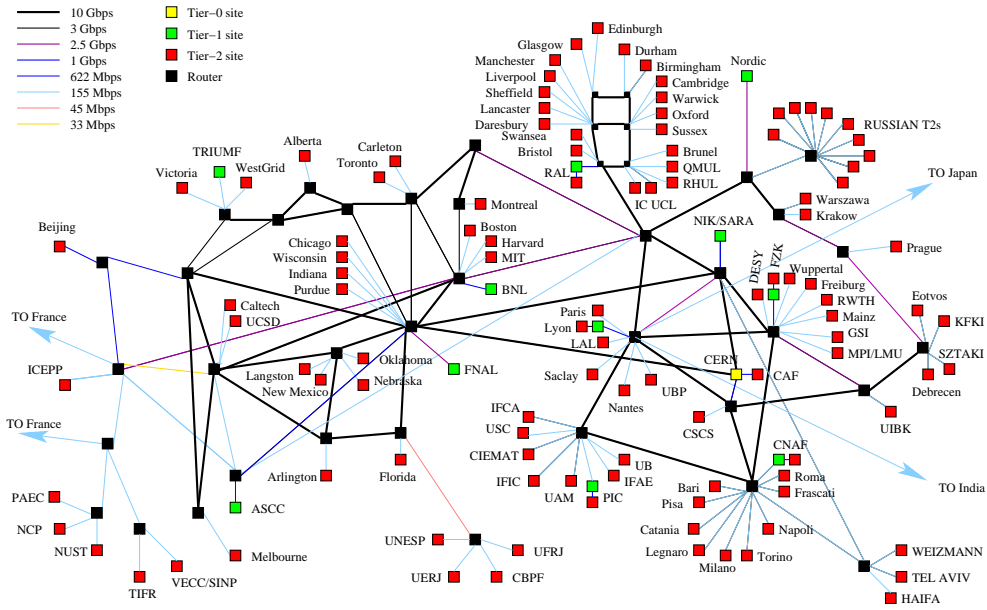 10 Gbps
3 Gbps
2.5 Gbps
1 Gbps
622 Mbps
155 Mbps
45 Mbps
33 Mbps
Tier−0 site
Tier−1 site
Tier−2 site
Router
Edinburgh
Glasgow
Durham
Manchester
Birmingham
Liverpool
Cambridge
Sheffield
Warwick
Lancaster
Oxford
Daresbury
Sussex
Swansea
Bristol
Brunel
RAL
QMUL
RHUL
IC UCL
Nordic
RUSSIAN T2s
TO Japan
Warszawa
Krakow
Prague
Alberta
Carleton
Toronto
TRIUMF
WestGrid
Victoria
Montreal
Beijing
Boston
Harvard
MIT
BNL
Chicago
Wisconsin
Indiana
Purdue
NIK/SARA
DESY
FZK
Wuppertal
Freiburg
RWTH
Mainz
GSI
MPI/LMU
Eotvos
KFKI
SZTAKI
Debrecen
UIBK
TO France
Caltech
UCSD
ICEPP
Paris
Lyon
LAL
Saclay
Nantes
UBP
CERN
CAF
CSCS
Oklahoma
Langston
New Mexico
Nebraska
FNAL
TO France
Arlington
Florida
ASCC
Melbourne
PAEC
NCP
NUST
TIFR
VECC/SINP
UNESP
UFRJ
UERJ
CBPF
IFCA
USC
CIEMAT
IFIC
UAM
PIC
IFAE
UB
CNAF
Roma
Frascati
Bari
Pisa
Catania
Legnaro
Milano
Torino
Napoli
TO India
WEIZMANN
TEL AVIV
HAIFA